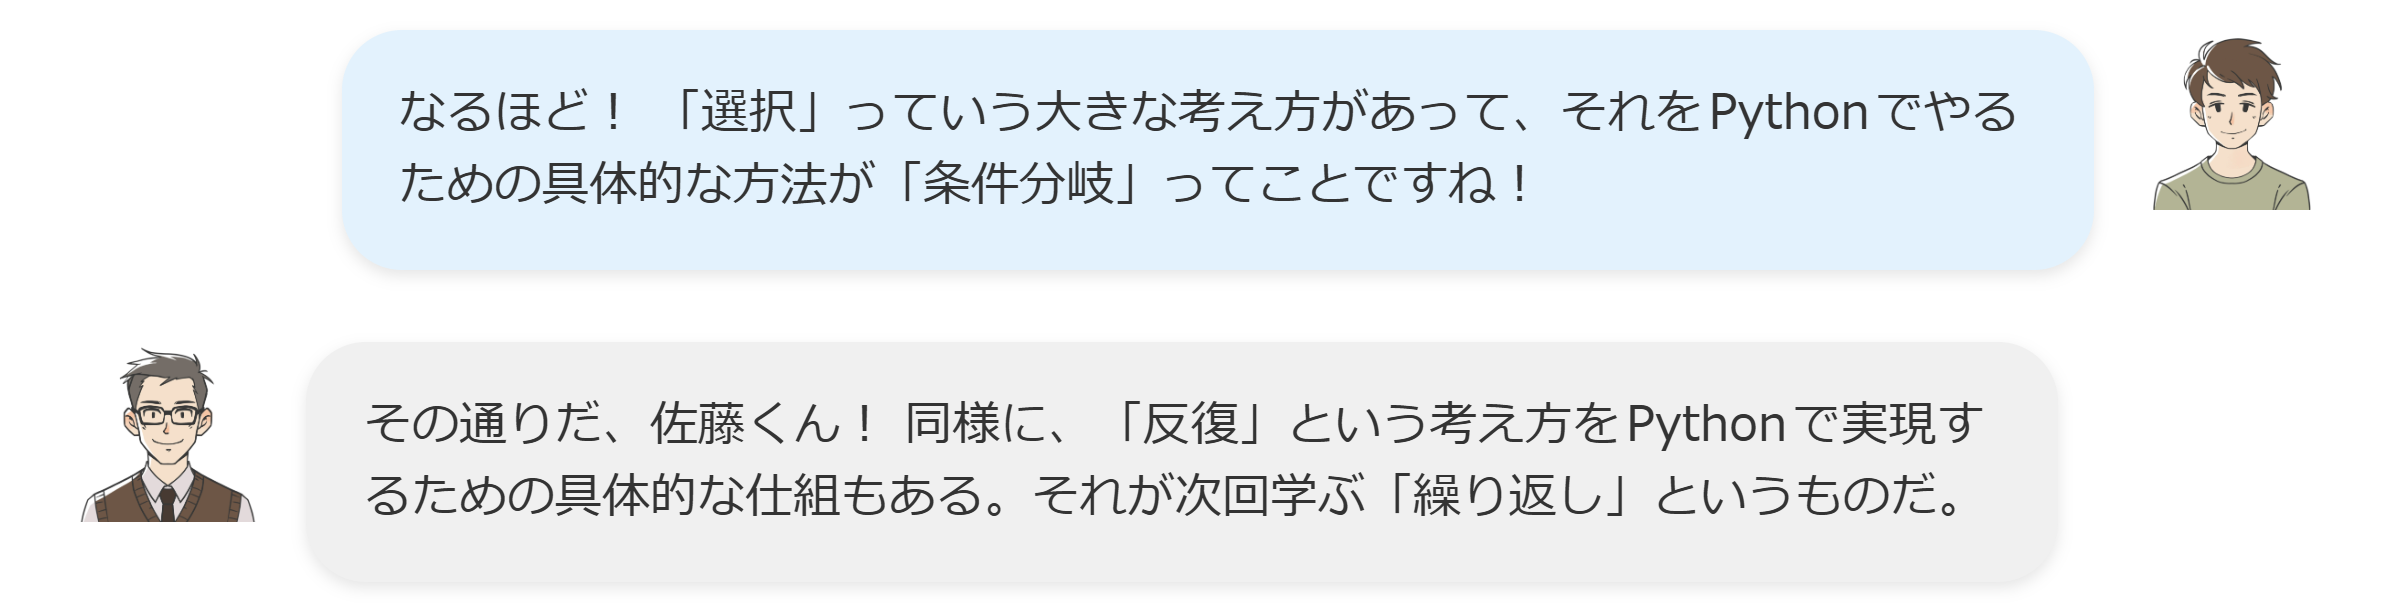 なるほど！ 「選択」っていう大きな考え方があって、それをPythonでやる
ための具体的な方法が「条件分岐」ってことですね！
その通りだ、佐藤くん！ 同様に、「反復」という考え方をPythonで実現す
るための具体的な仕組もある。それが次回学ぶ「繰り返し」というものだ。